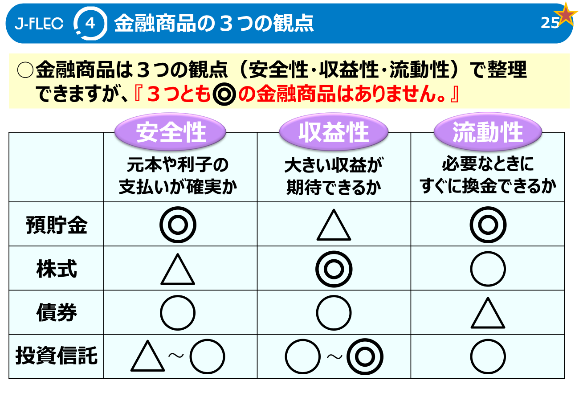 J-FLEC ④ 金融商品の３つの観点 25
○金融商品は３つの観点（安全性・収益性・流動性）で整理
できますが、『３つとも◎の金融商品はありません。』
安全性 収益性 流動性
元本や利子の 大きい収益が 必要なときに
支払いが確実か 期待できるか すぐに換金できるか
預貯金 ◎ △ ◎
株式 △ ◎ ○
債券 ○ ○ △
投資信託 △～○ ○～◎ ○